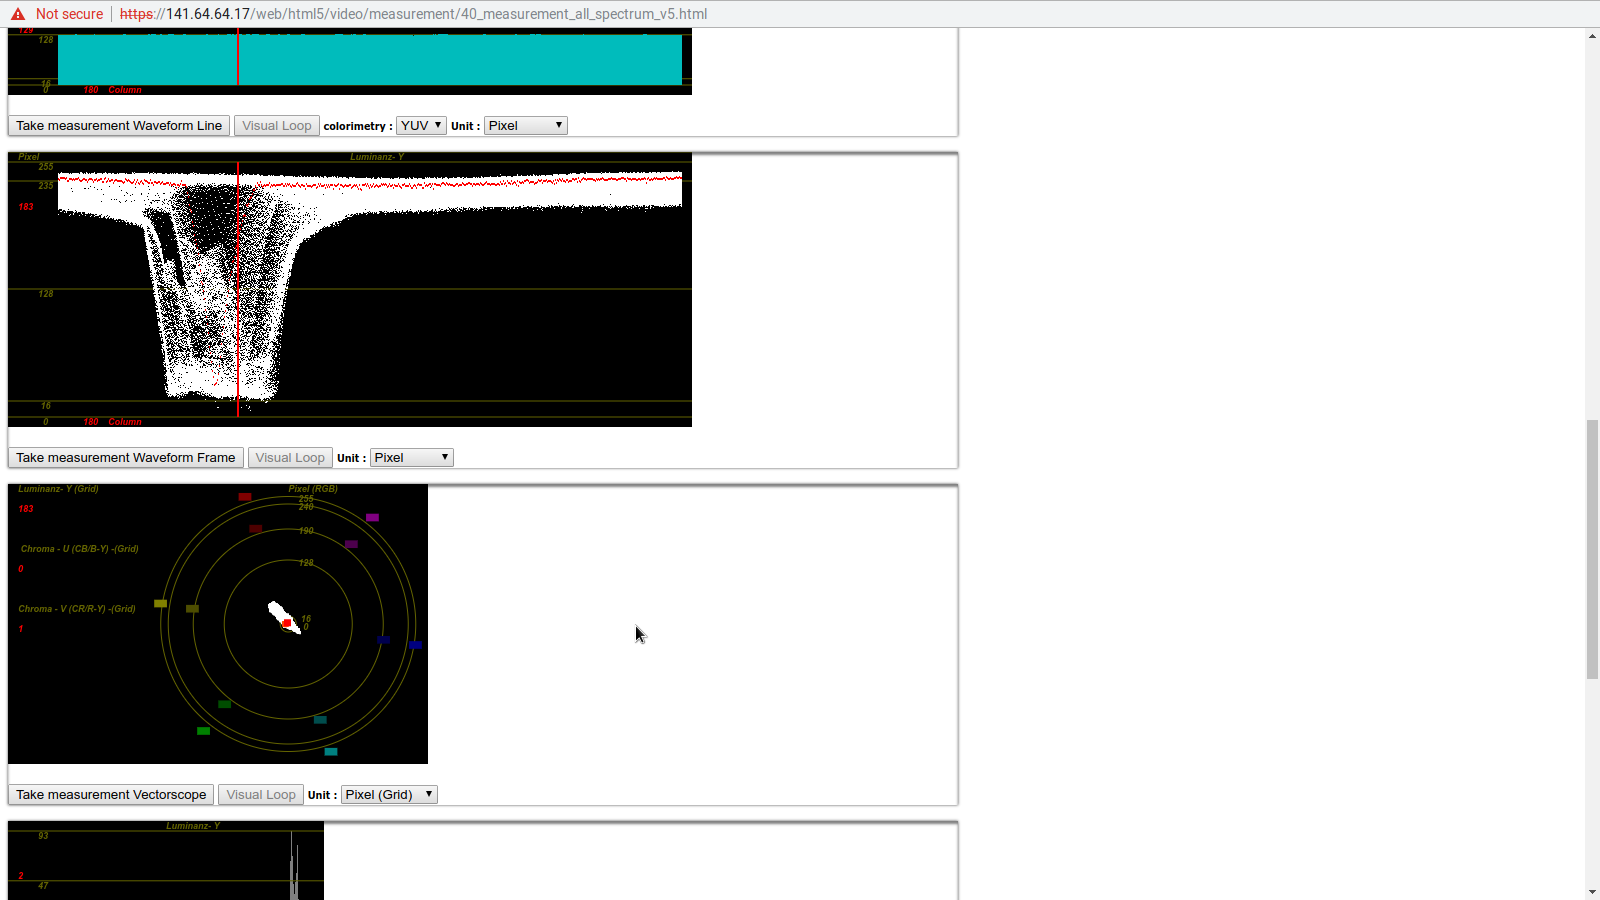 Not secure https://141.64.64.17/web/html5/video/measurement/40_measurement_all_spectrum_v5.html
129
128
16
0 180 Column
Take measurement Waveform Line Visual Loop colorimetry : YUV Unit : Pixel
Pixel Luminanz- Y
255
235
183
128
16
0 180 Column
Take measurement Waveform Frame Visual Loop Unit : Pixel
Luminanz- Y (Grid) Pixel (RGB)
255
240
183
190
Chroma - U (CB/B-Y) -(Grid)
128
0
Chroma - V (CR/R-Y) -(Grid)
16
0
1
Take measurement Vectorscope Visual Loop Unit : Pixel (Grid)
Luminanz- Y
93
2
47